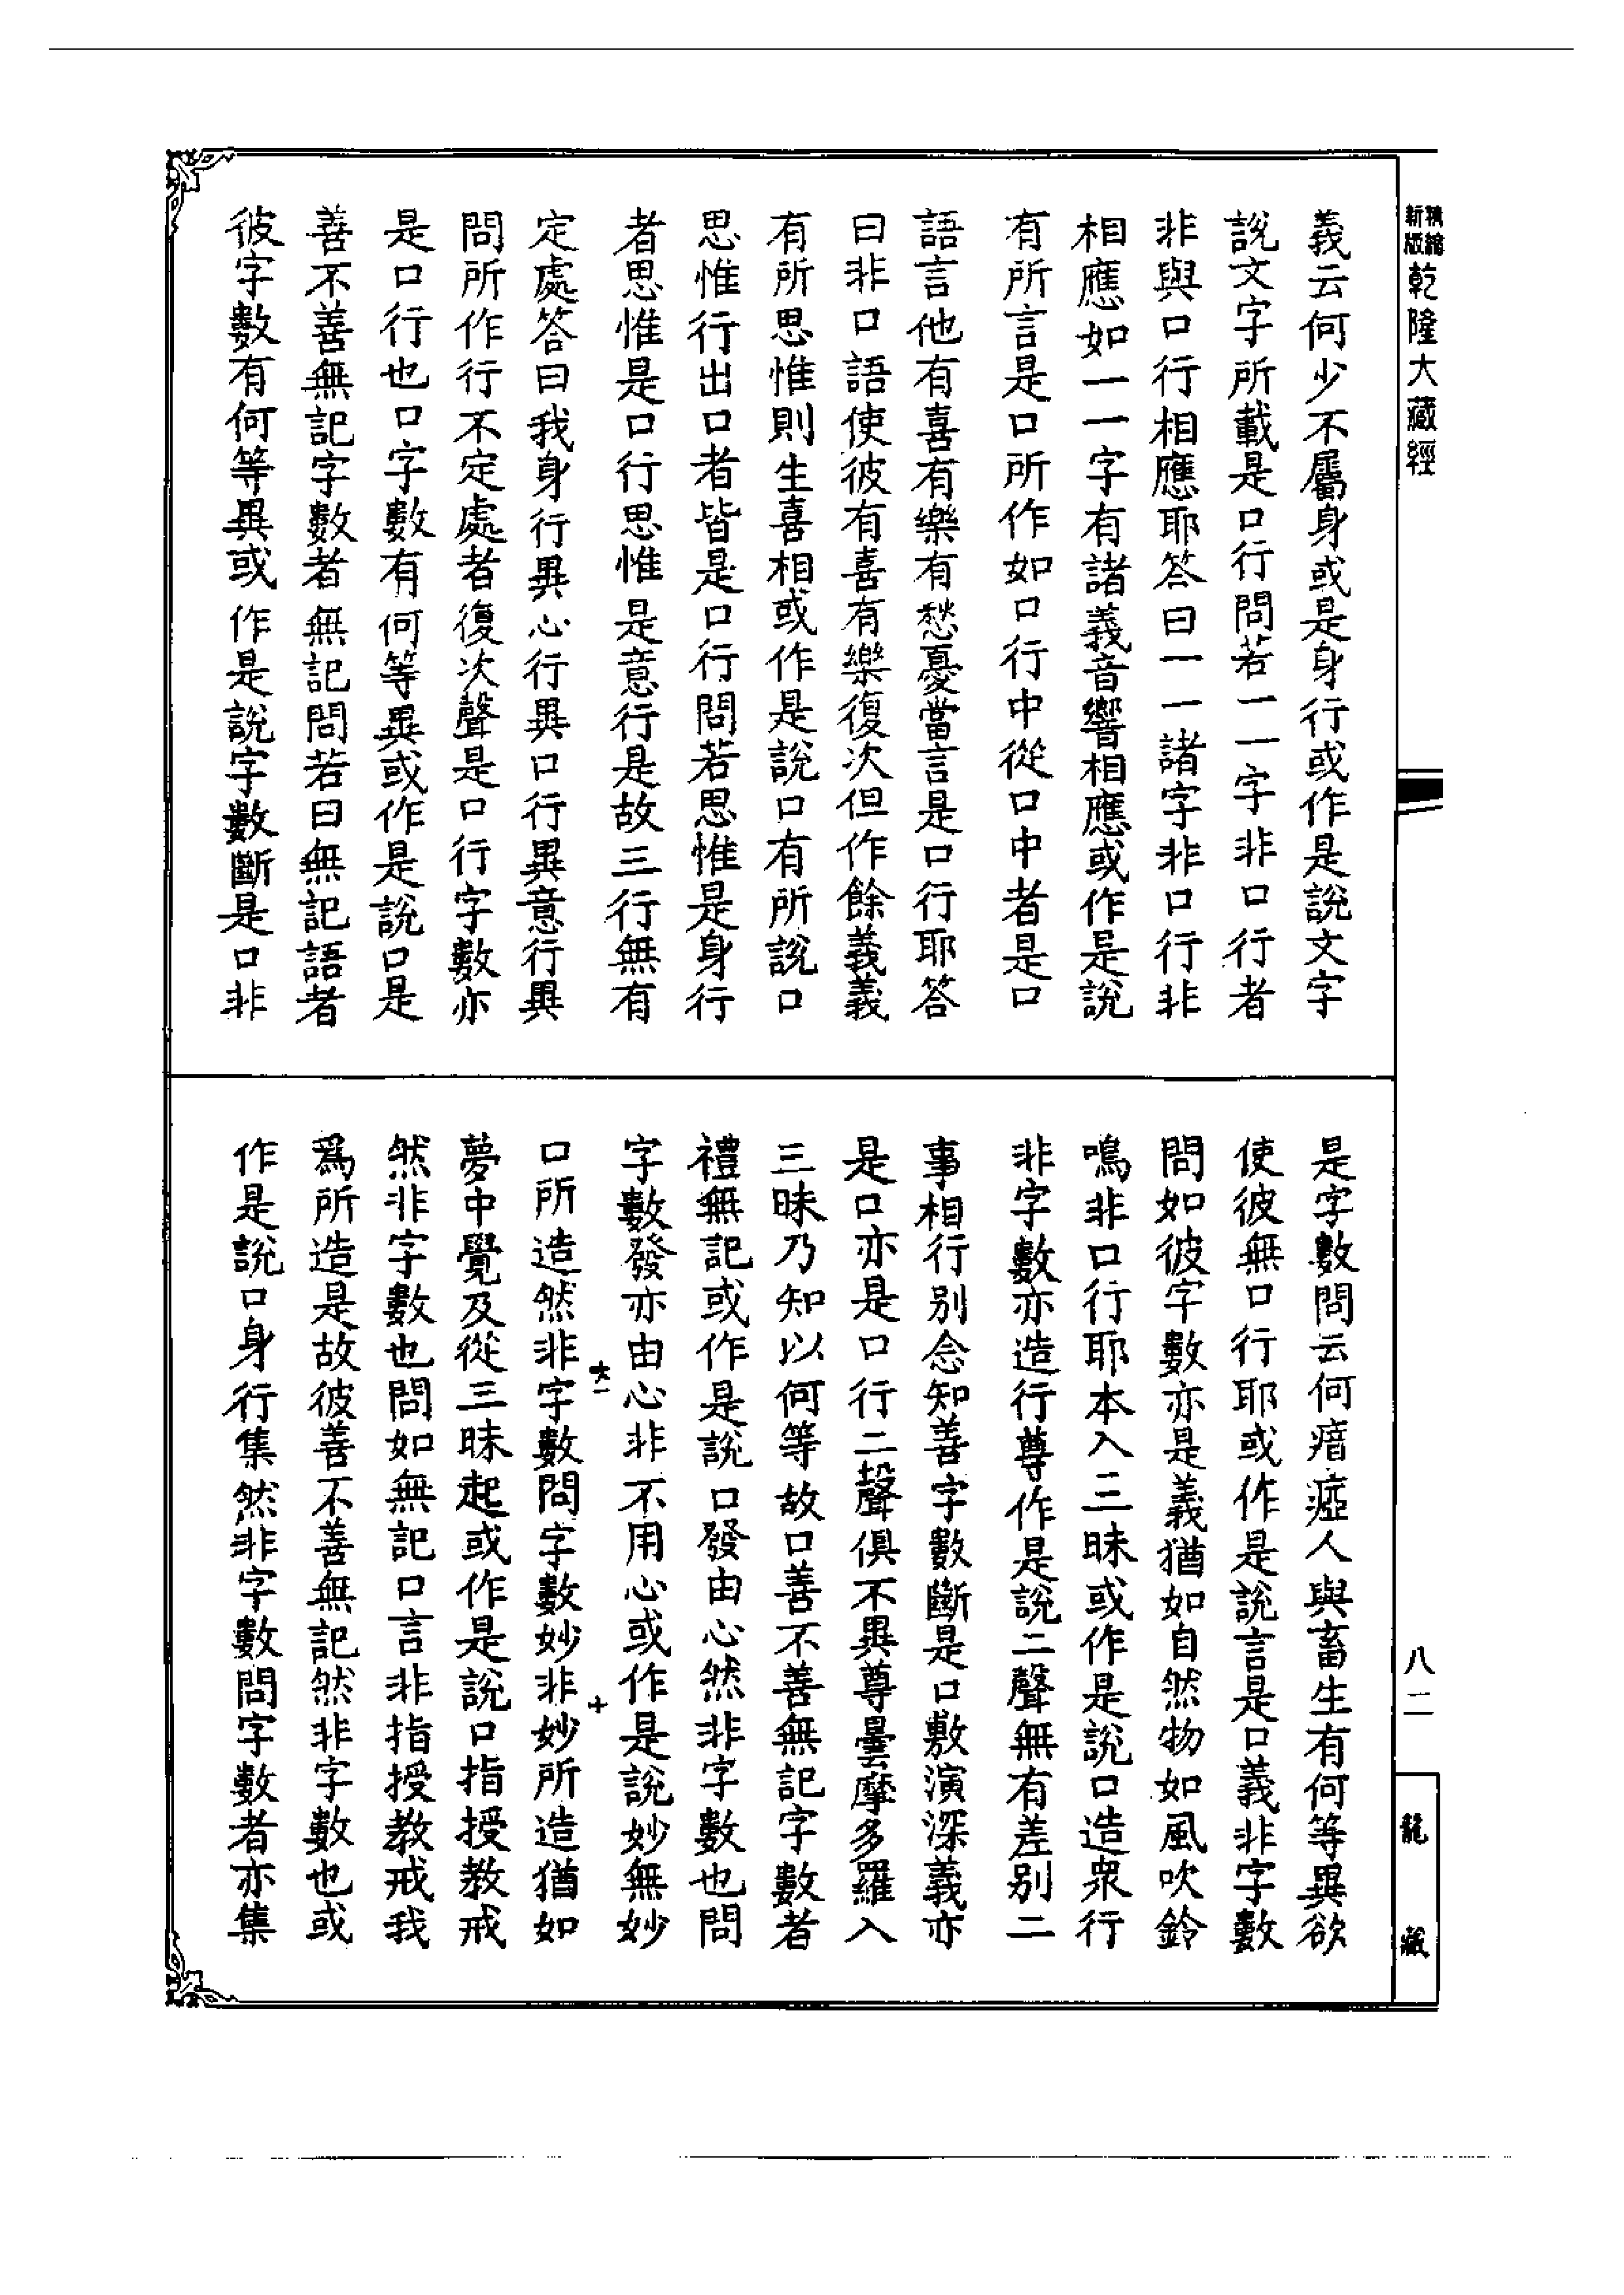 精繪
新版
乾隆大藏經
義云何少不屬身或是身行或作是說文字
說文字所載是口行問若一一字非口行者
非與口行相應耶答曰一一諸字非口行非
相應如一一字有諸義音響相應或作是說
有所言是口所作如口行中從口中者是口
語言他有喜有樂有愁憂當言是口行耶答
曰非口語使彼有喜有樂復次但作餘義義
有所思惟則生喜相或作是說口有所說口
思惟行出口者皆是口行問若思惟是身行
者思惟是口行思惟是意行是故三行無有
定處答曰我身行異心行異口行異意行異
問所作行不定處者復次聲是口行字數亦
是口行也口字數有何等異或作是說口是
善不善無記字數者無記問若曰無記語者
彼字數有何等異或作是說字數斷是口非
是字數問云何瘖瘂人與畜生有何等異欲
使彼無口行耶或作是說言是口義非字數
問如彼字數亦是義猶如自然物如風吹鈴
鳴非口行耶本入三昧或作是說口造眾行
非字數亦造行尊作是說二聲無有差別二
事相行別念知善字數斷是口敷演深義亦
是口亦是口行二聲俱不異尊曇摩多羅入
三昧乃知以何等故口善不善無記字數者
禮無記或作是說口發由心然非字數也問
字數發亦由心非不用心或作是說妙無妙
口所造然非字數問字數妙非妙所造猶如
夢中覺及從三昧起或作是說口指授教戒
然非字數也問如無記口言非指授教戒我
為所造是故彼善不善無記然非字數也或
作是說口身行集然非字數問字數者亦集
六一
十
八二
龍藏